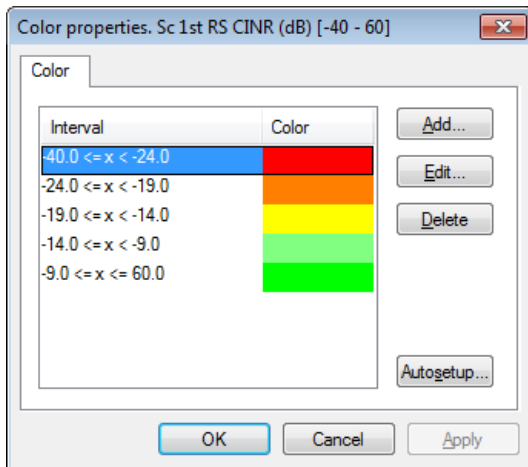 Color properties. Sc 1st RS CINR (dB) [-40 - 60]
Color
Interval Color
-40.0 <= x < -24.0
-24.0 <= x < -19.0
-19.0 <= x < -14.0
-14.0 <= x < -9.0
-9.0 <= x <= 60.0
Add...
Edit...
Delete
Autosetup...
OK Cancel Apply